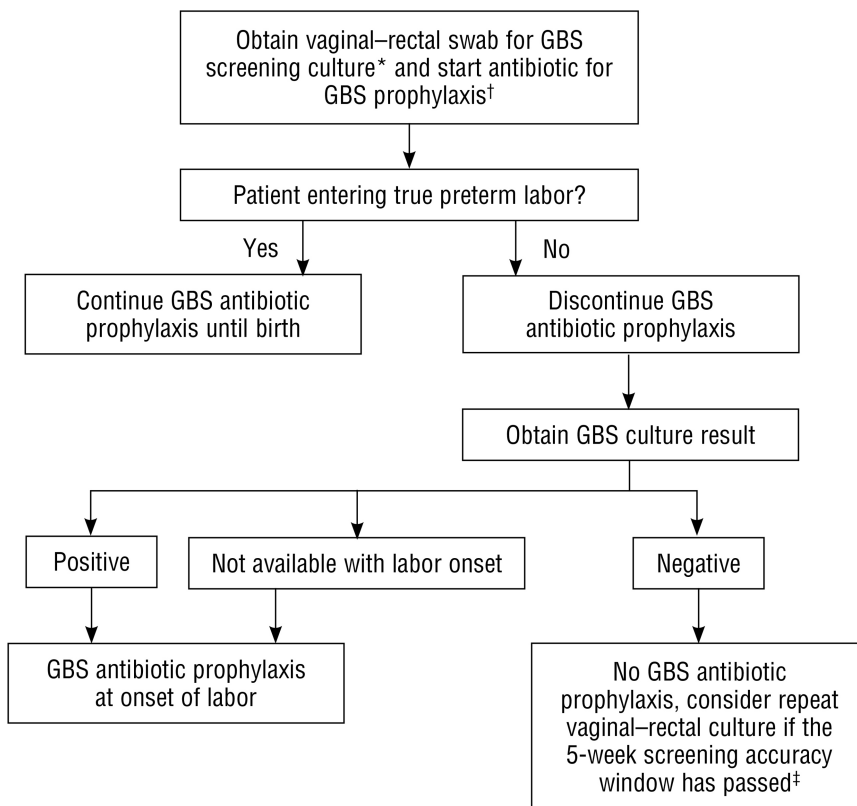 Obtain vaginal–rectal swab for GBS
screening culture* and start antibiotic for
GBS prophylaxis†
Patient entering true preterm labor?
Yes
No
Continue GBS antibiotic
prophylaxis until birth
Discontinue GBS
antibiotic prophylaxis
Obtain GBS culture result
Positive
Not available with labor onset
Negative
GBS antibiotic prophylaxis
at onset of labor
No GBS antibiotic
prophylaxis, consider repeat
vaginal–rectal culture if the
5-week screening accuracy
window has passed‡